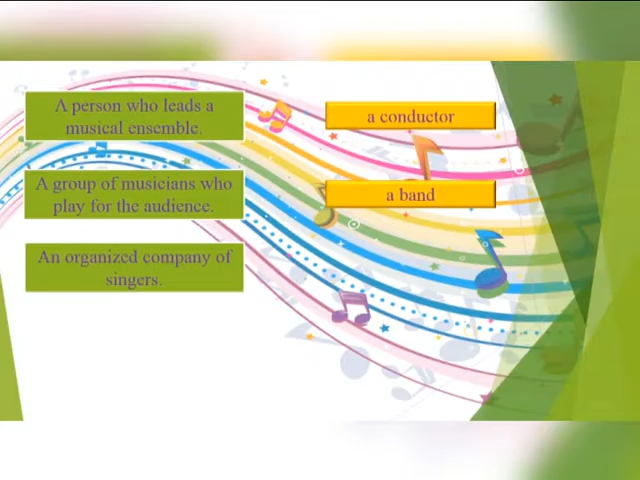 A person who leads a
musical ensemble.
a conductor
A group of musicians who
play for the audience.
a band
An organized company of
singers.